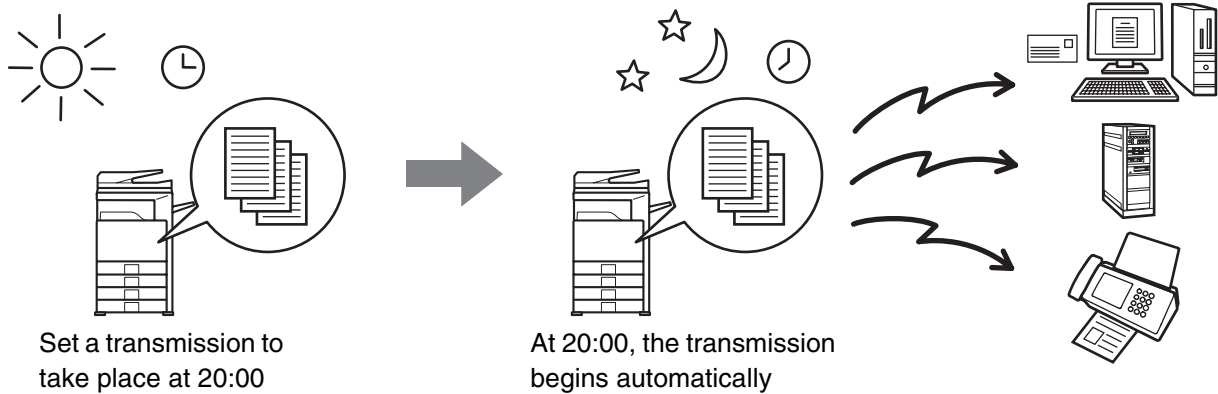 Set a transmission to
take place at 20:00
At 20:00, the transmission
begins automatically